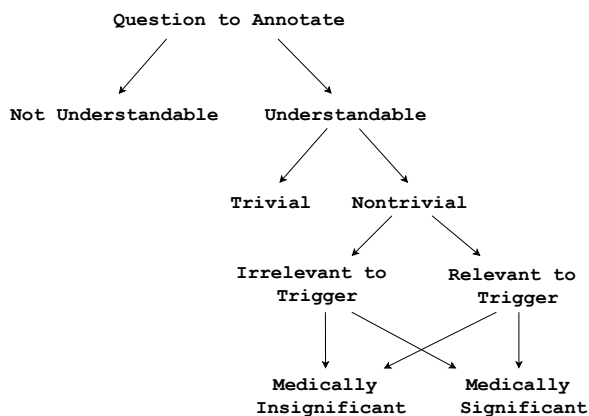 Question to Annotate
Not Understandable
Understandable
Trivial
Nontrivial
Irrelevant to
Trigger
Relevant to
Trigger
Medically
Insignificant
Medically
Significant